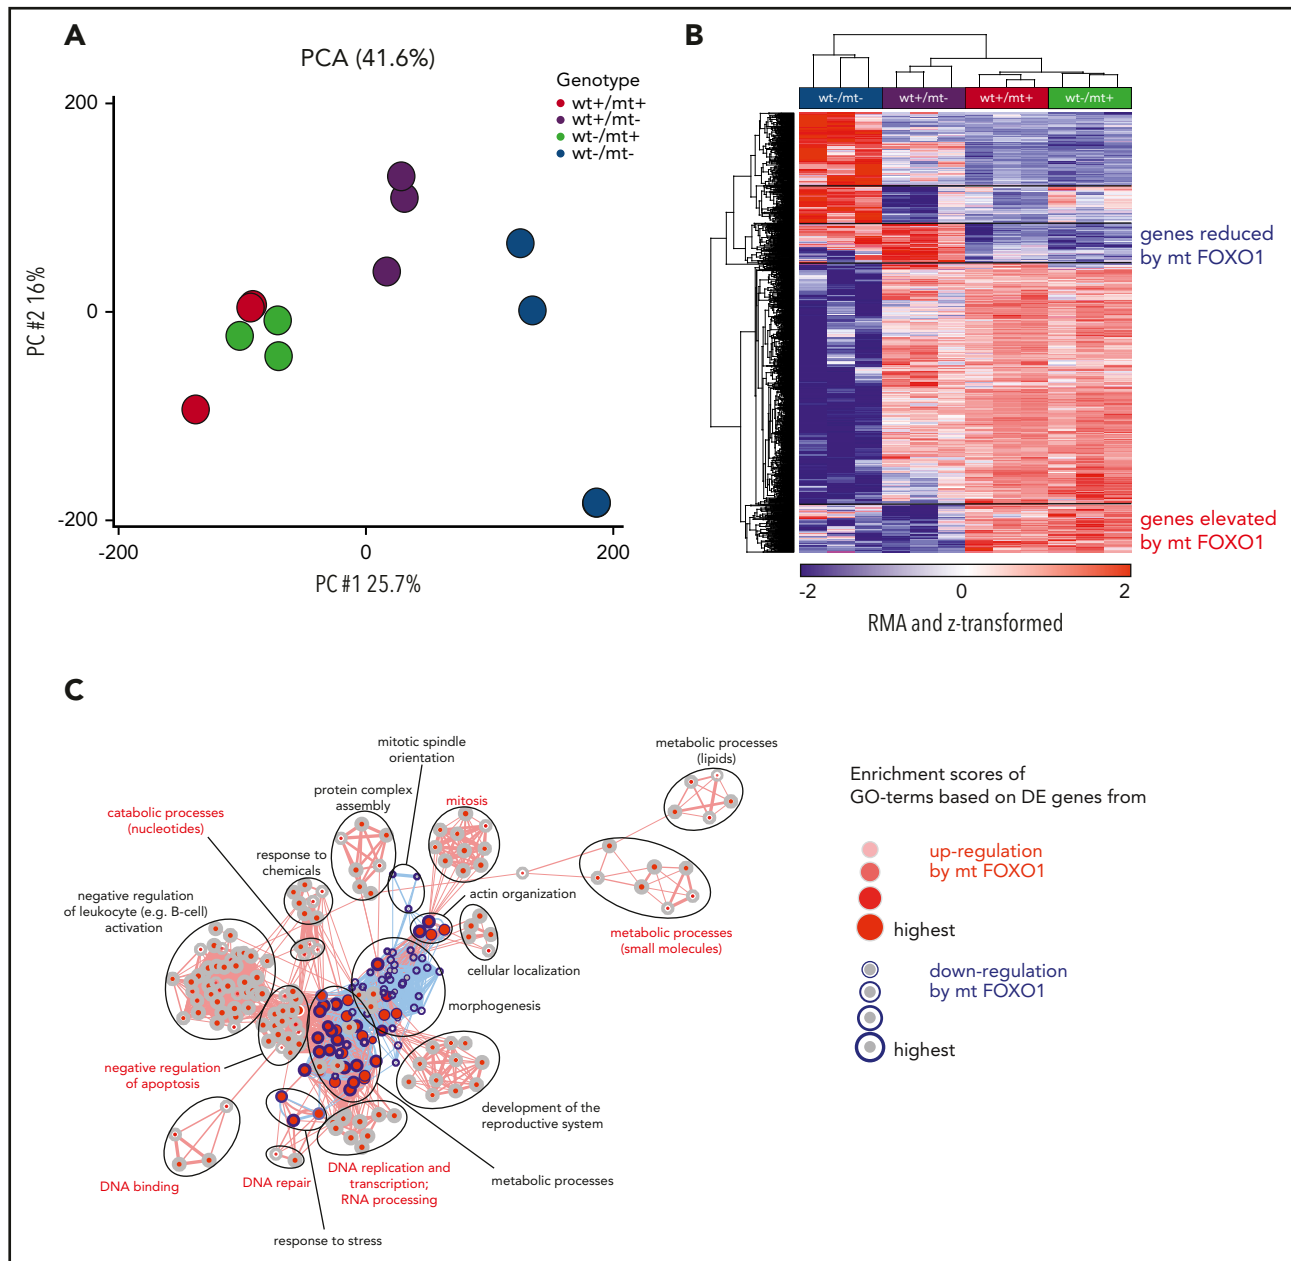 A
PCA (41.6%)
Genotype
wt+/mt+
wt+/mt-
wt-/mt+
wt-/mt-
200
0
-200
PC #2 16%
-200
0
200
PC #1 25.7%
B
wt-/mt-
wt+/mt-
wt+/mt+
wt-/mt+
genes reduced
by mt FOXO1
genes elevated
by mt FOXO1
-2
0
2
RMA and z-transformed
C
mitotic spindle
orientation
metabolic processes
(lipids)
protein complex
assembly
mitosis
catabolic processes
(nucleotides)
response to
chemicals
negative regulation
of leukocyte (e.g. B-cell)
activation
actin organization
metabolic processes
(small molecules)
cellular localization
morphogenesis
negative regulation
of apoptosis
development of the
reproductive system
DNA binding
DNA repair
DNA replication and
transcription;
RNA processing
metabolic processes
response to stress
Enrichment scores of
GO-terms based on DE genes from
up-regulation
by mt FOXO1
highest
down-regulation
by mt FOXO1
highest